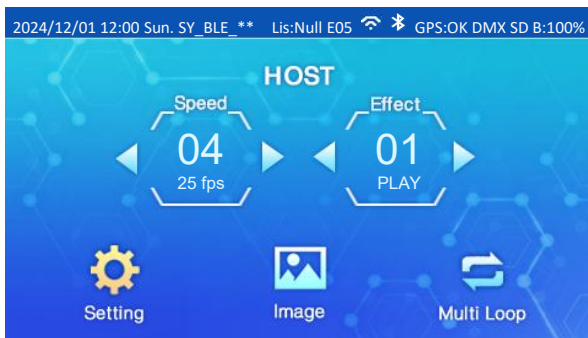 2024/12/01 12:00 Sun. SY_BLE_** Lis:Null E05 GPS:OK DMX SD B:100%
HOST
Speed Effect
04 01
25 fps PLAY
Setting Image Multi Loop